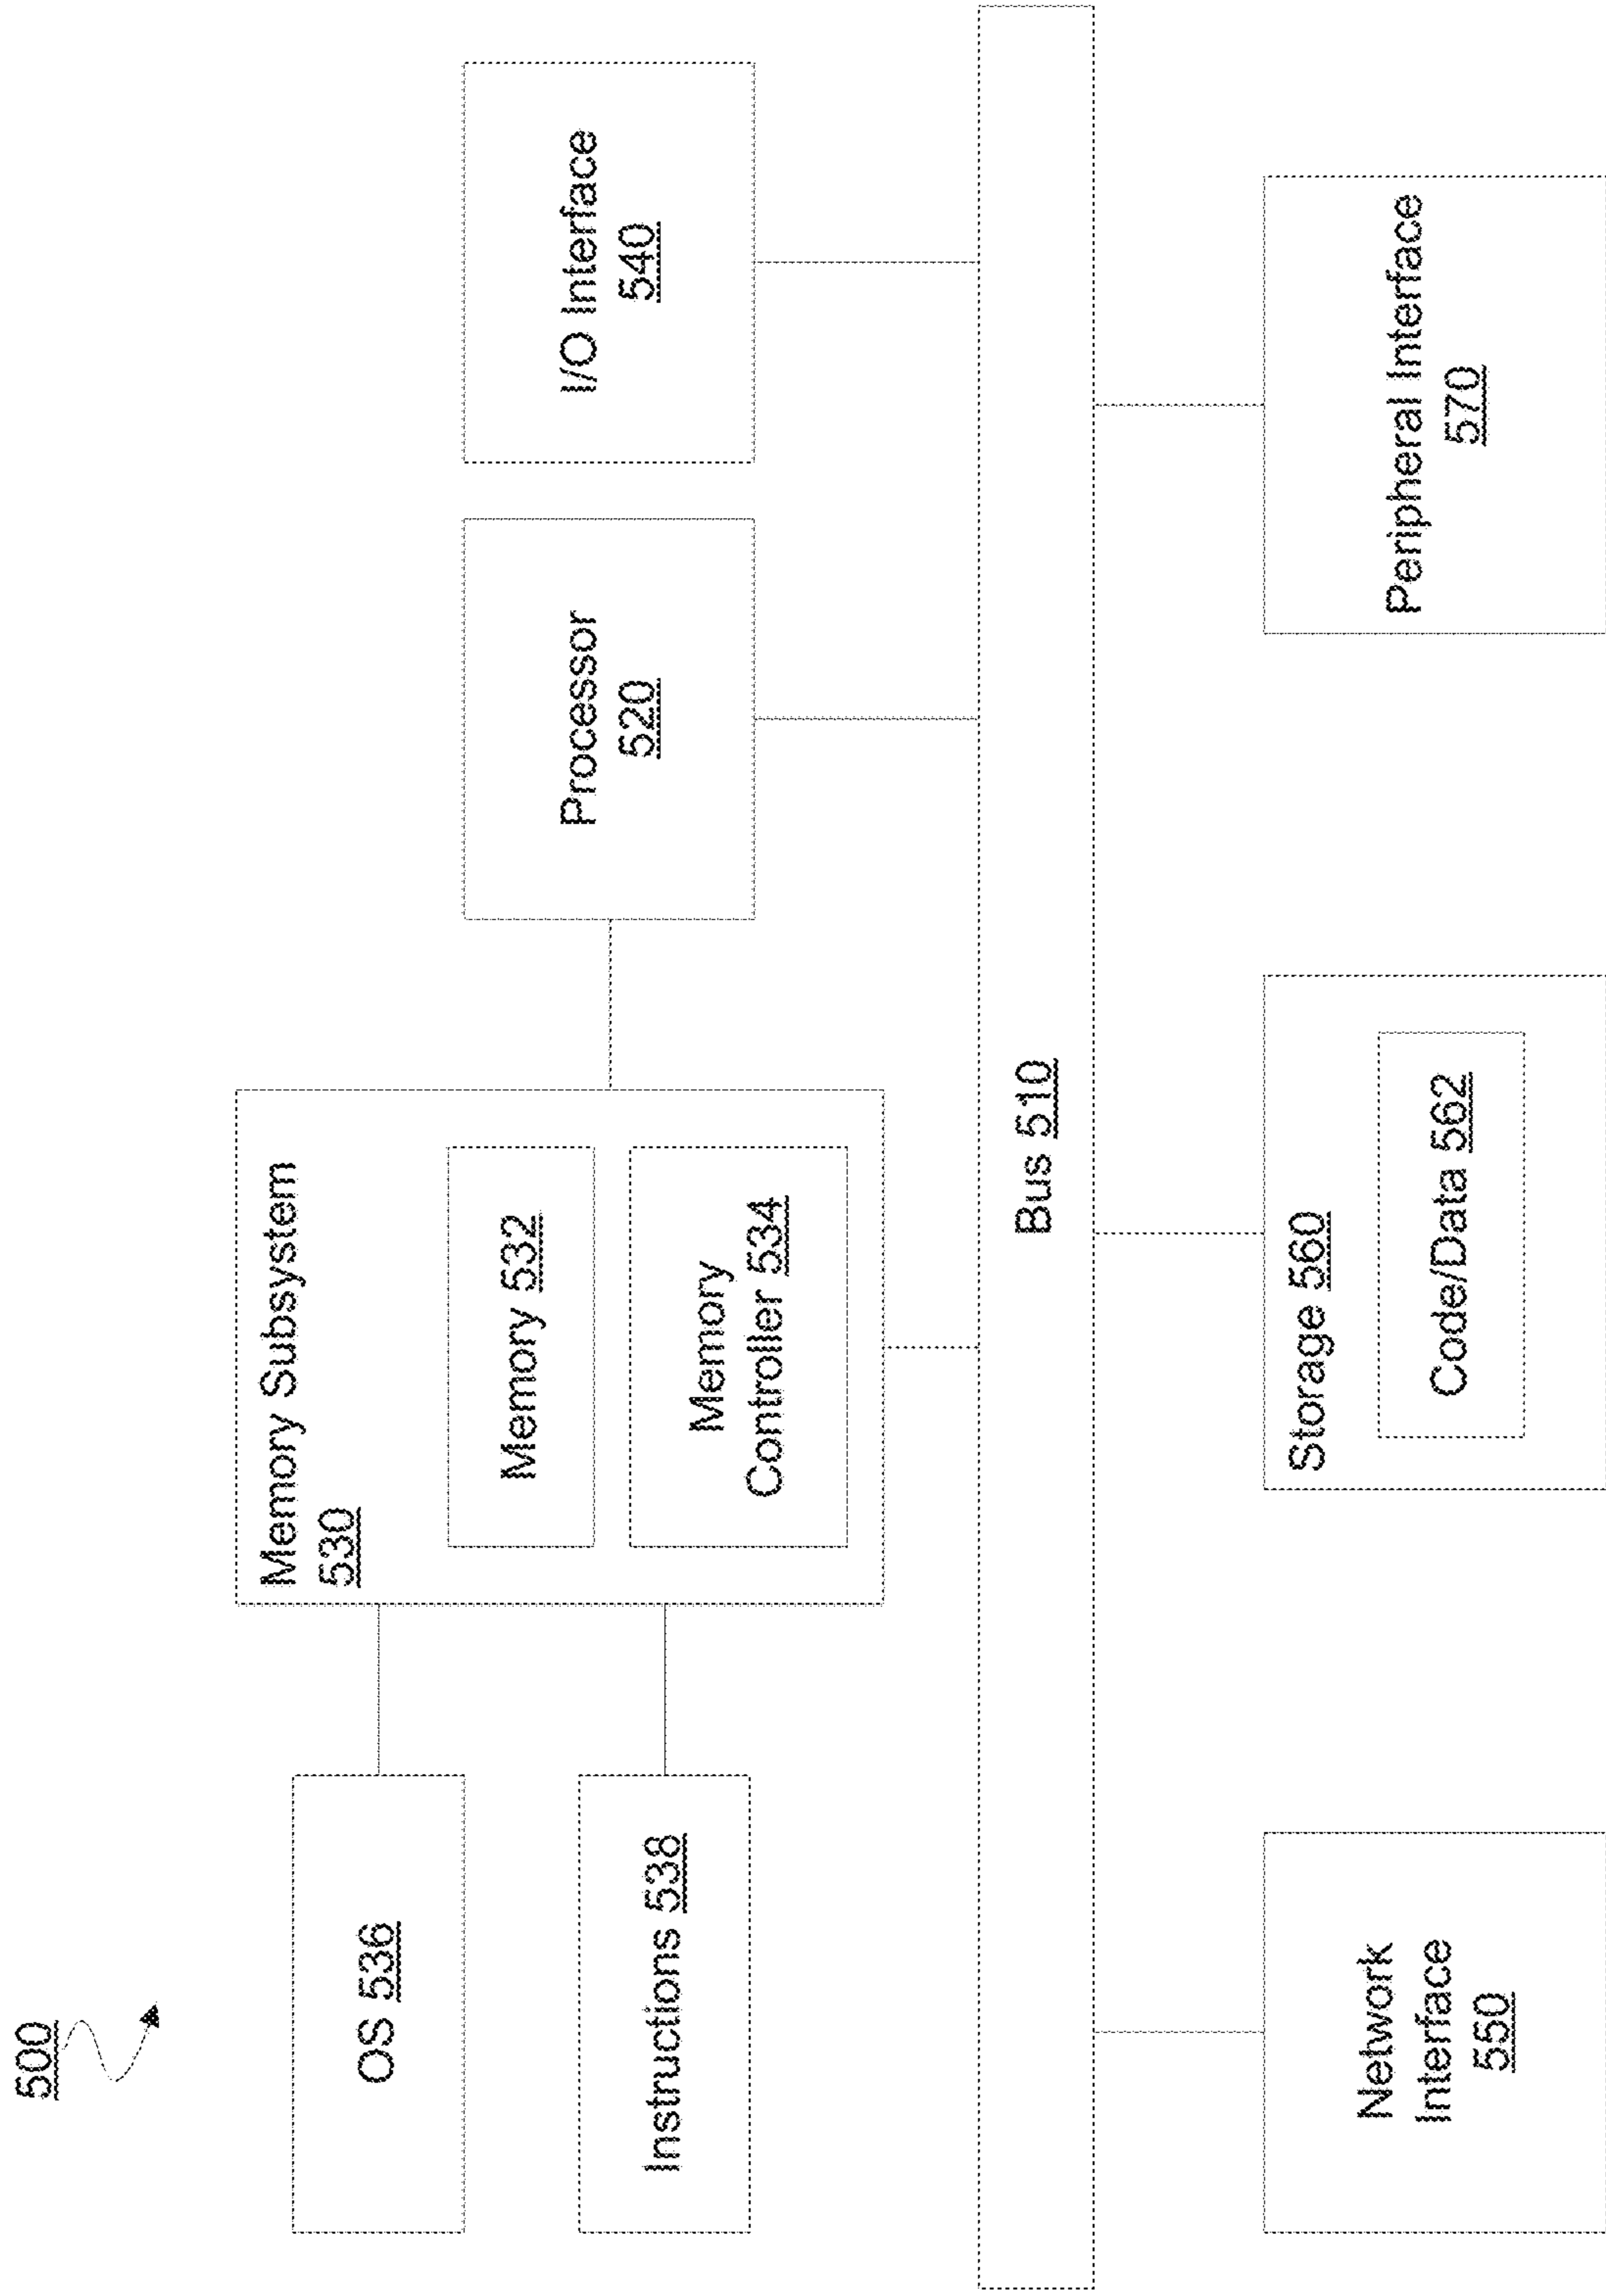 500
OS 536
Instructions 538
Memory Subsystem
530
Memory 532
Memory
Controller 534
Processor
520
I/O Interface
540
Bus 510
Network
Interface
550
Storage 560
Code/Data 562
Peripheral Interface
570